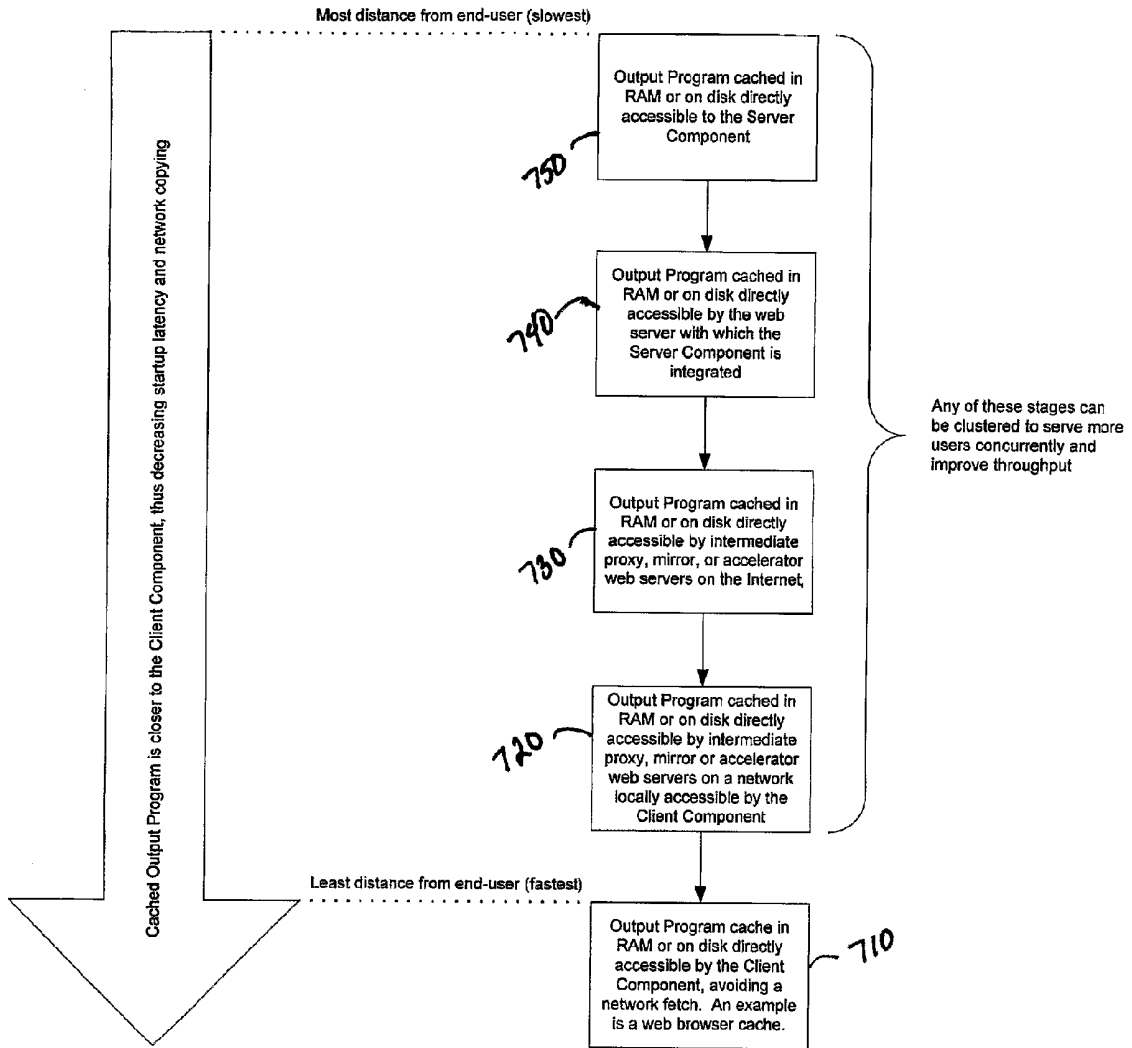 Most distance from end-user (slowest)
Output Program cached in
RAM or on disk directly
accessible to the Server
Component
750
Output Program cached in
RAM or on disk directly
accessible by the web
server with which the
Server Component is
integrated
740
Cached Output Program is closer to the Client Component, thus decreasing startup latency and network copying
Any of these stages can
be clustered to serve more
users concurrently and
improve throughput
Output Program cached in
RAM or on disk directly
accessible by intermediate
proxy, mirror, or accelerator
web servers on the Internet,
730
Output Program cached in
RAM or on disk directly
accessible by intermediate
proxy, mirror or accelerator
web servers on a network
locally accessible by the
Client Component
720
Least distance from end-user (fastest)
Output Program cache in
RAM or on disk directly
accessible by the Client
Component, avoiding a
network fetch. An example
is a web browser cache.
710